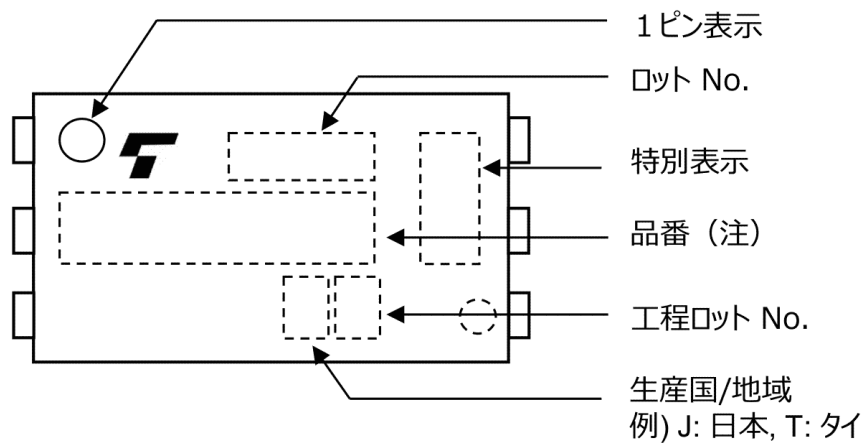 １ピン表示
ロット No.
特別表示
品番（注）
工程ロット No.
生産国/地域
例) J: 日本, T: タイ